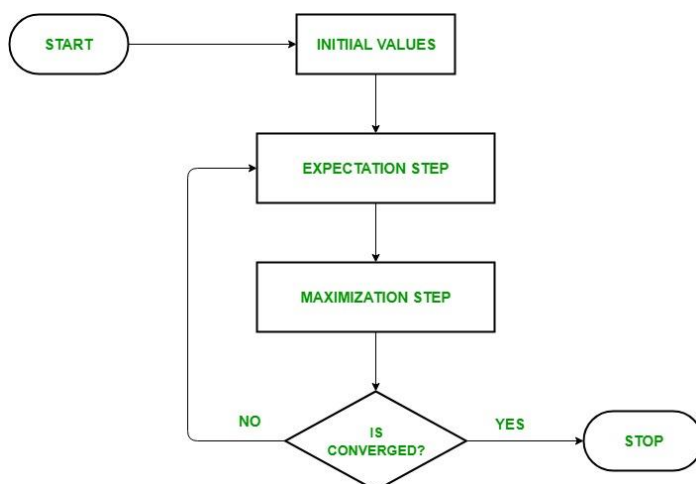 START
INITIIAL VALUES
EXPECTATION STEP
MAXIMIZATION STEP
NO
IS
CONVERGED?
YES
STOP